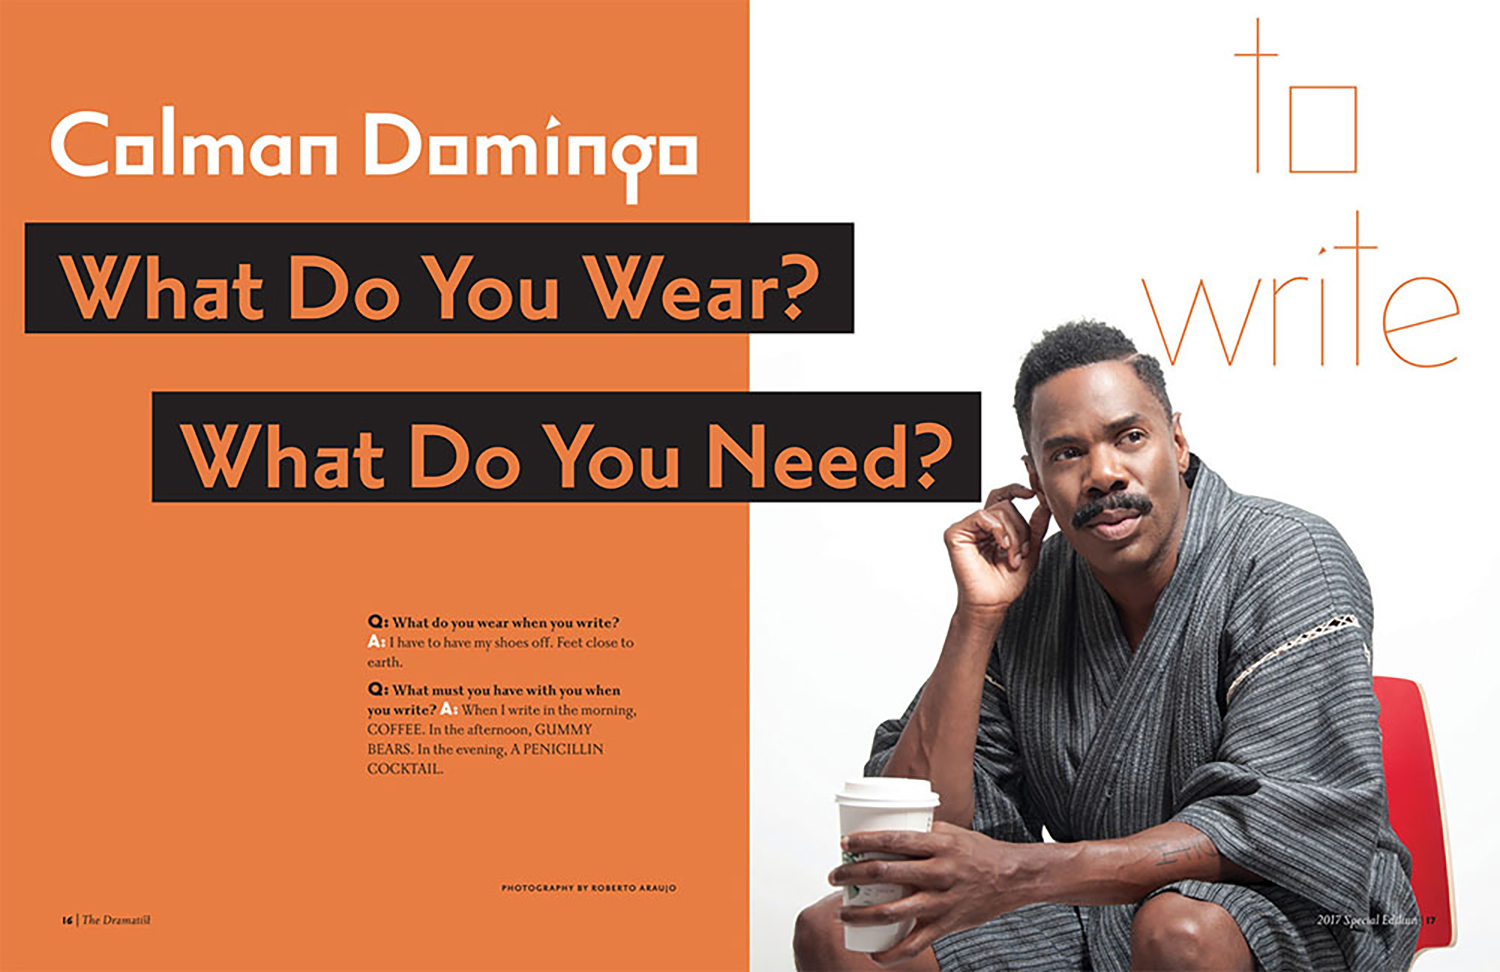 Colman Domingo
What Do You Wear?
What Do You Need?
to
write
Q: What do you wear when you write?
A: I have to have my shoes off. Feet close to
earth.
Q: What must you have with you when
you write? A: When I write in the morning,
COFFEE. In the afternoon, GUMMY
BEARS. In the evening, A PENICILLIN
COCKTAIL.
PHOTOGRAPHY BY ROBERTO ARAUJO
16 | The Dramatist
2017 Special Edition | 17